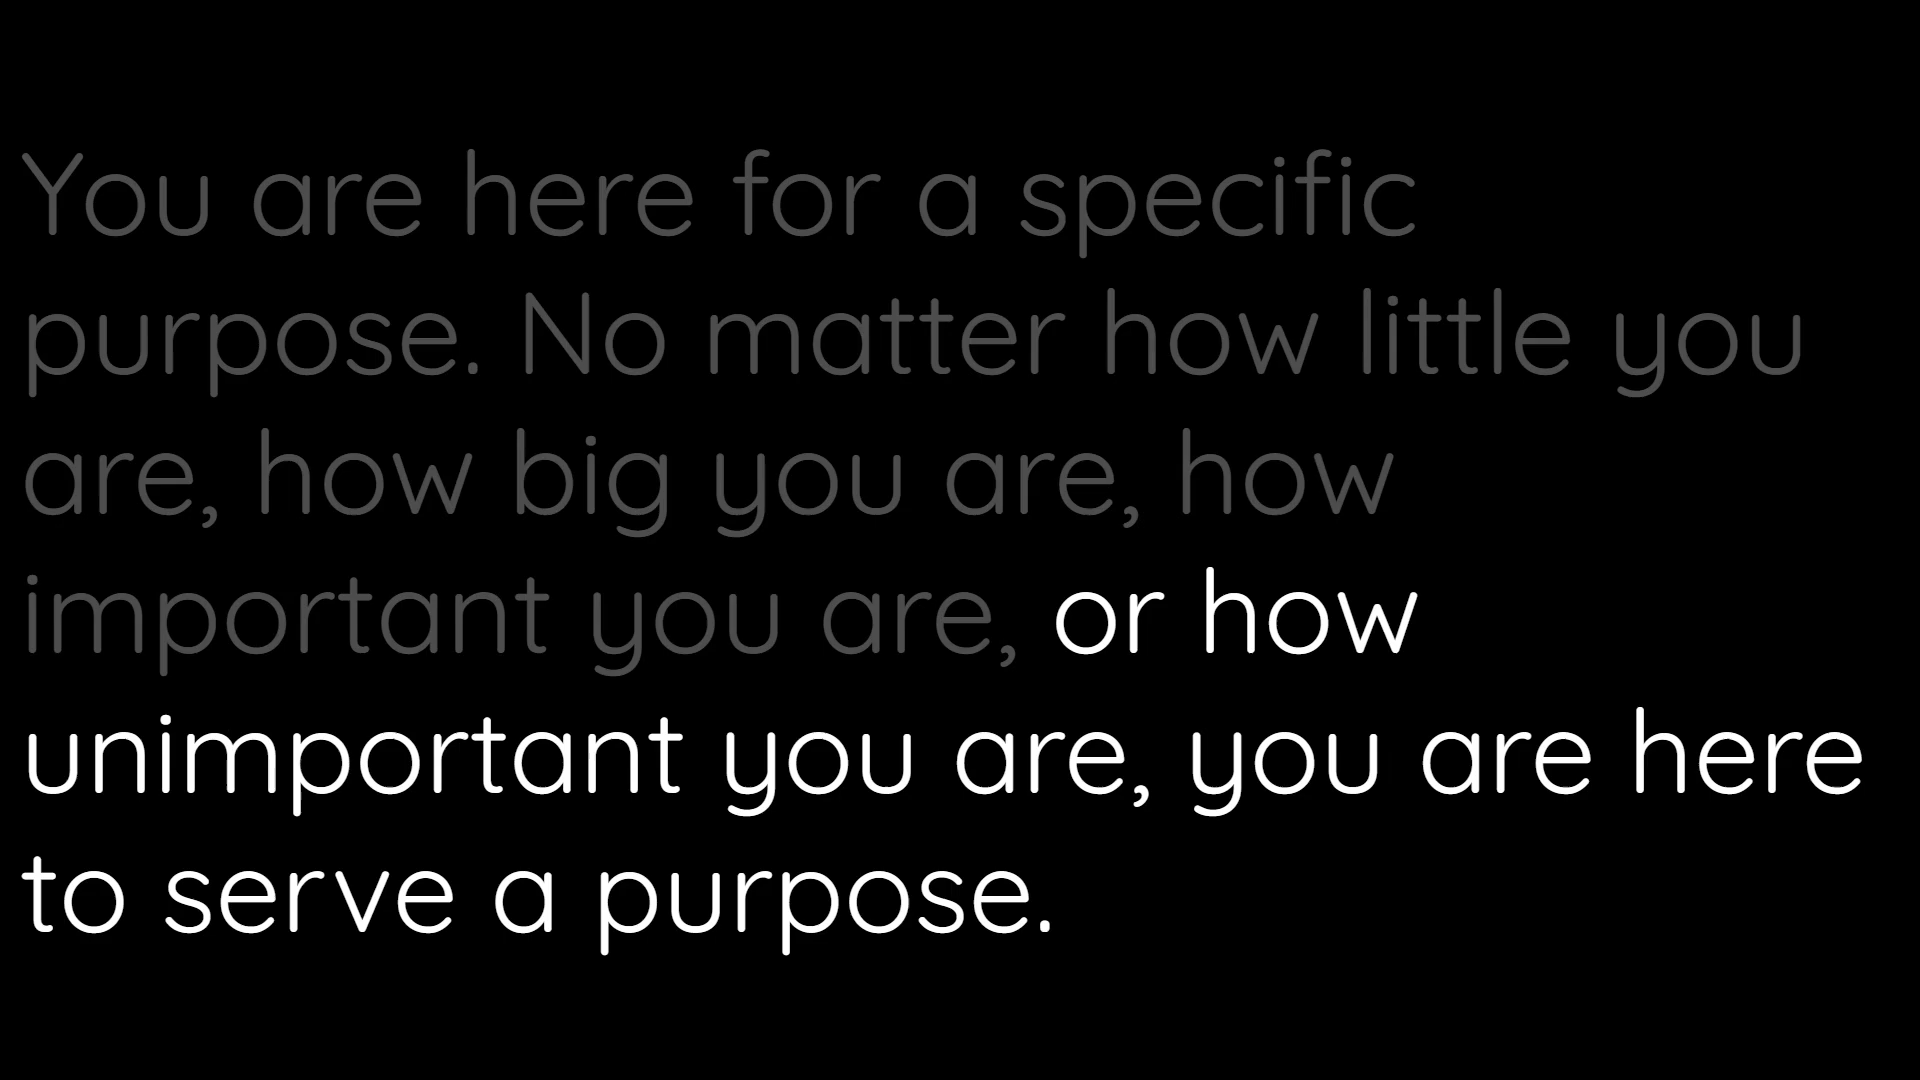 You are here for a specific
purpose. No matter how little you
are, how big you are, how
important you are, or how
unimportant you are, you are here
to serve a purpose.